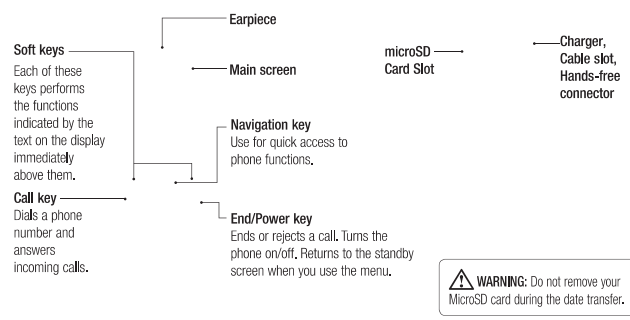 Earpiece
Soft keys
Each of these
keys performs
the functions
indicated by the
text on the display
immediately
above them.
Call key
Dials a phone
number and
answers
incoming calls.
Main screen
Navigation key
Use for quick access to
phone functions.
End/Power key
Ends or rejects a call. Turns the
phone on/off. Returns to the standby
screen when you use the menu.
microSD
Card Slot
Charger,
Cable slot,
Hands-free
connector
WARNING: Do not remove your
MicroSD card during the date transfer.